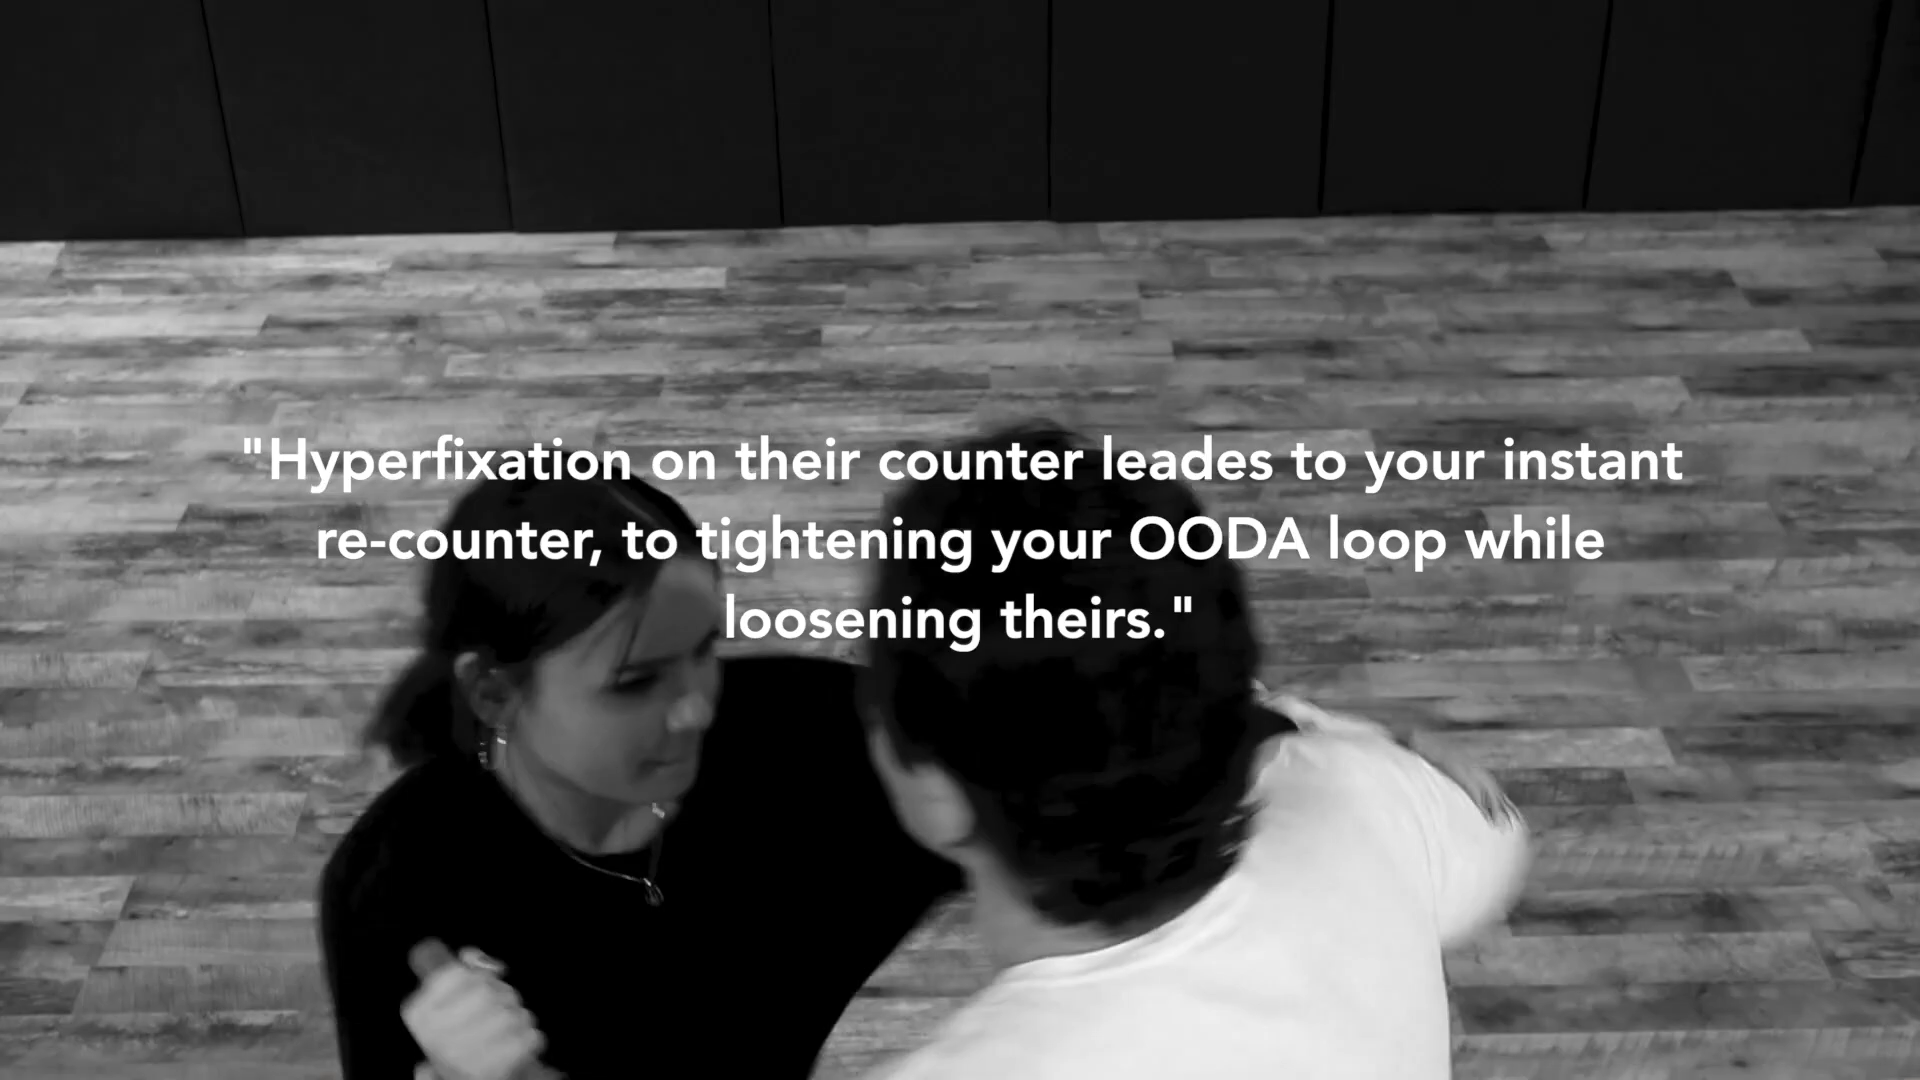 "Hyperfixation on their counter leades to your instant
re-counter, to tightening your OODA loop while
loosening theirs."